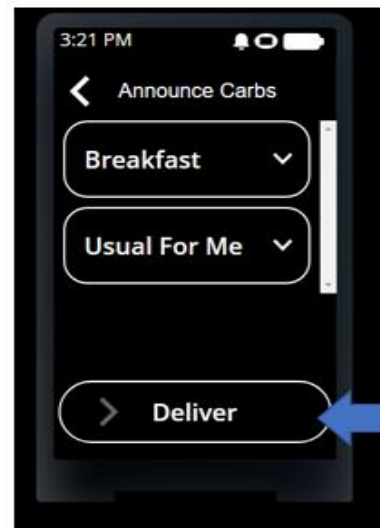 3:21 PM
Announce Carbs
Breakfast
Usual For Me
Deliver